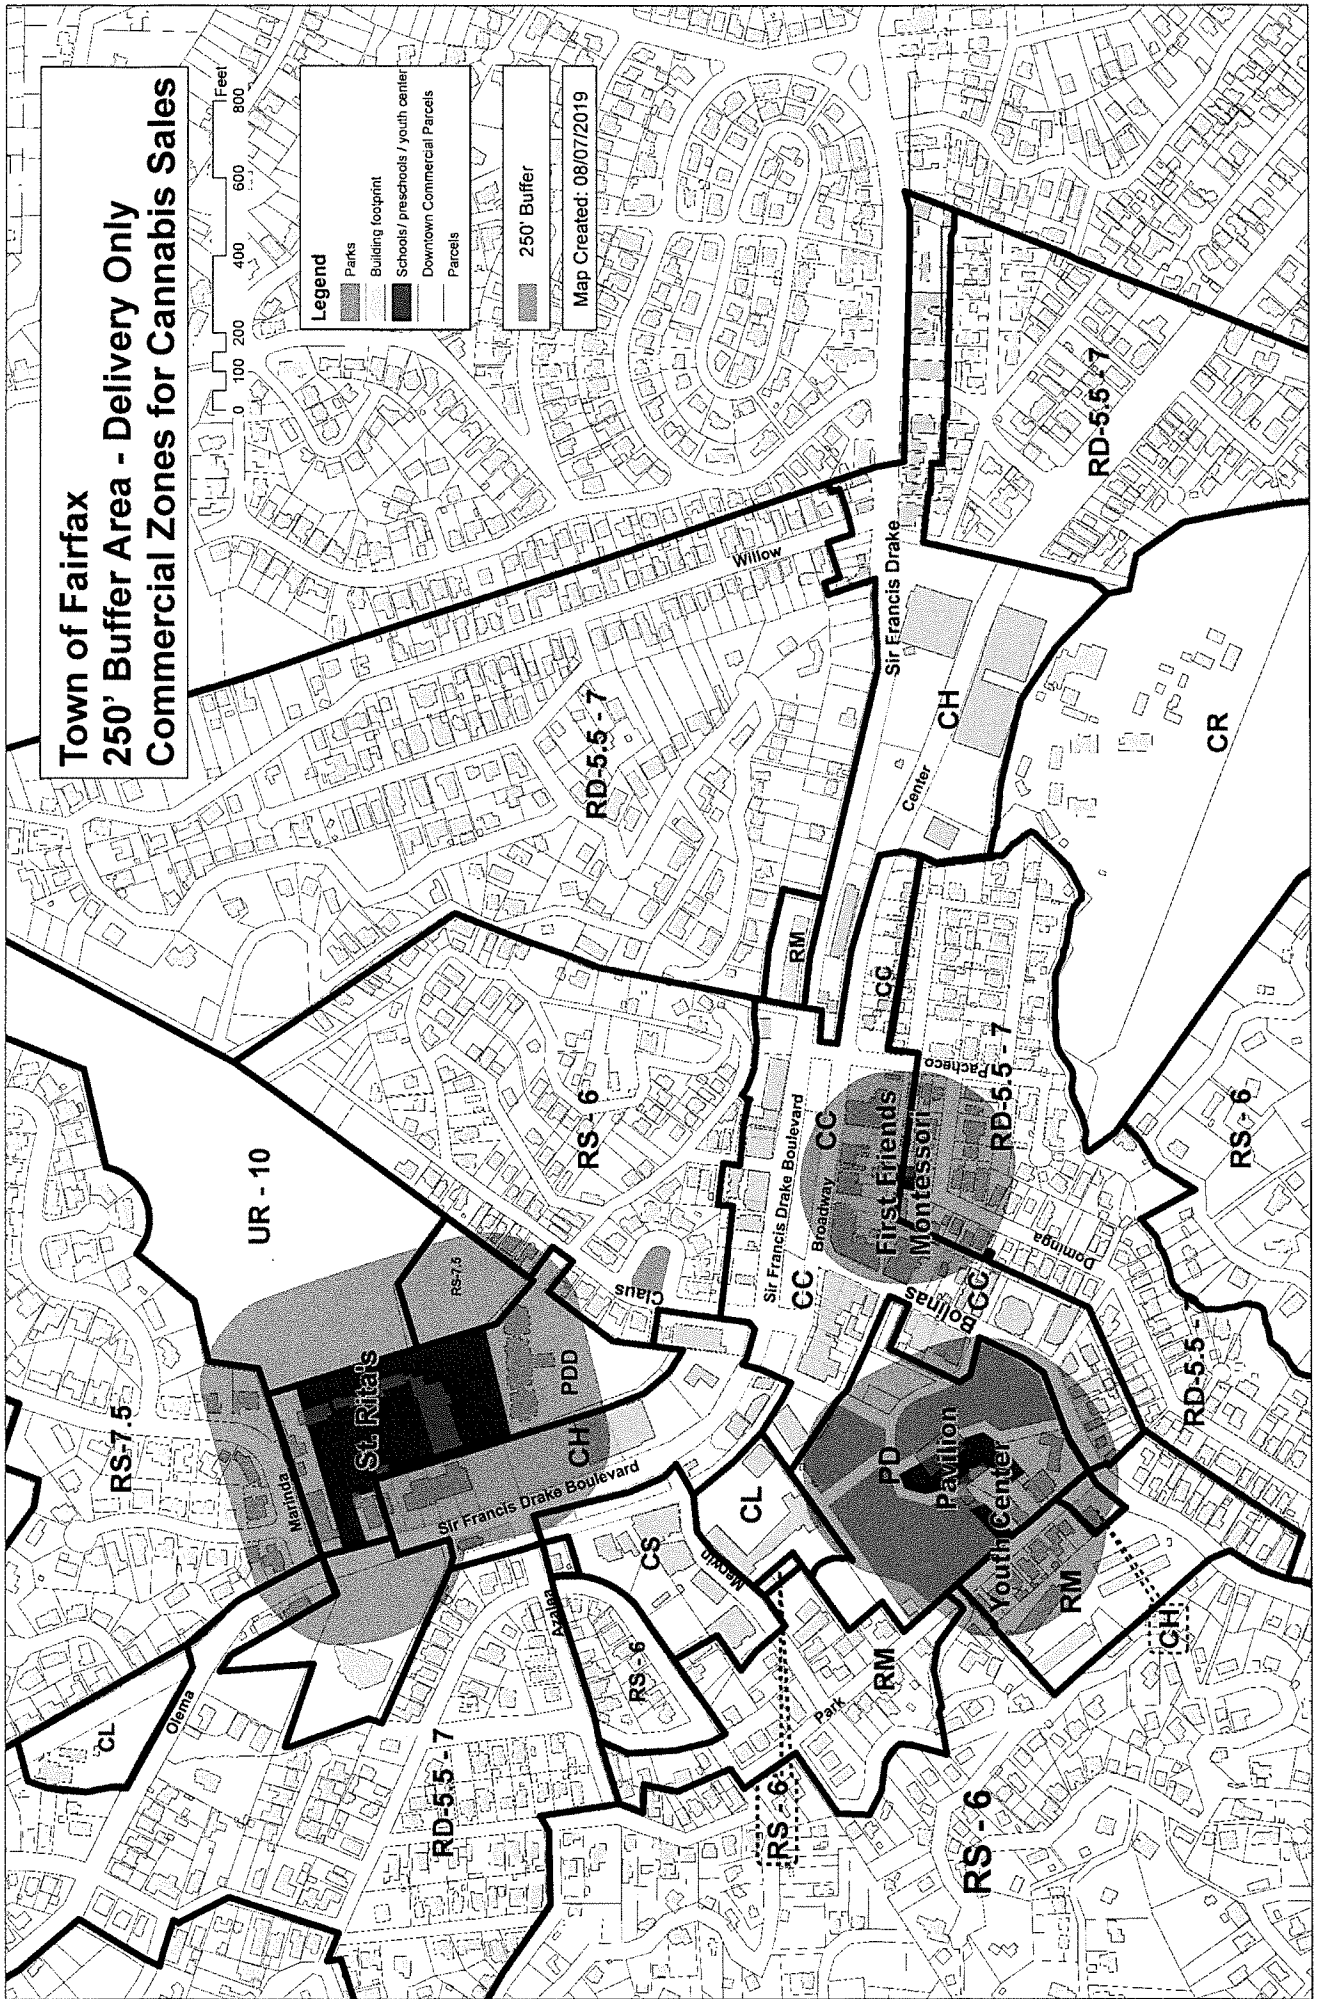 Town of Fairfax
250' Buffer Area - Delivery Only
Commercial Zones for Cannabis Sales
0 100 200 400 600 800
Feet
Legend
Parks
Building footprint
Schools / preschools / youth center
Downtown Commercial Parcels
Parcels
250' Buffer
Map Created: 08/07/2019
CL
Olema
RS-7.5
Marinda
St. Rita's
UR - 10
RS-7.5
PDD
CH
Sir Francis Drake Boulevard
RD-5.5 - 7
Azalea
RS - 6
CS
Merwin
CL
Claus
RS - 6
RD-5.5 - 7
Willow
RS - 6
Park
RM
Sir Francis Drake Boulevard
CC
Broadway
CC
RM
Center
CH
Sir Francis Drake
First Friends
Montessori
CC
Pacheco
RD-5.5 - 7
Bolinas
CC
Dominga
PD
Pavilion
Youth Center
RM
CH
RS - 6
RD-5.5 - 7
RS - 6
CR
RD-5.5 - 7